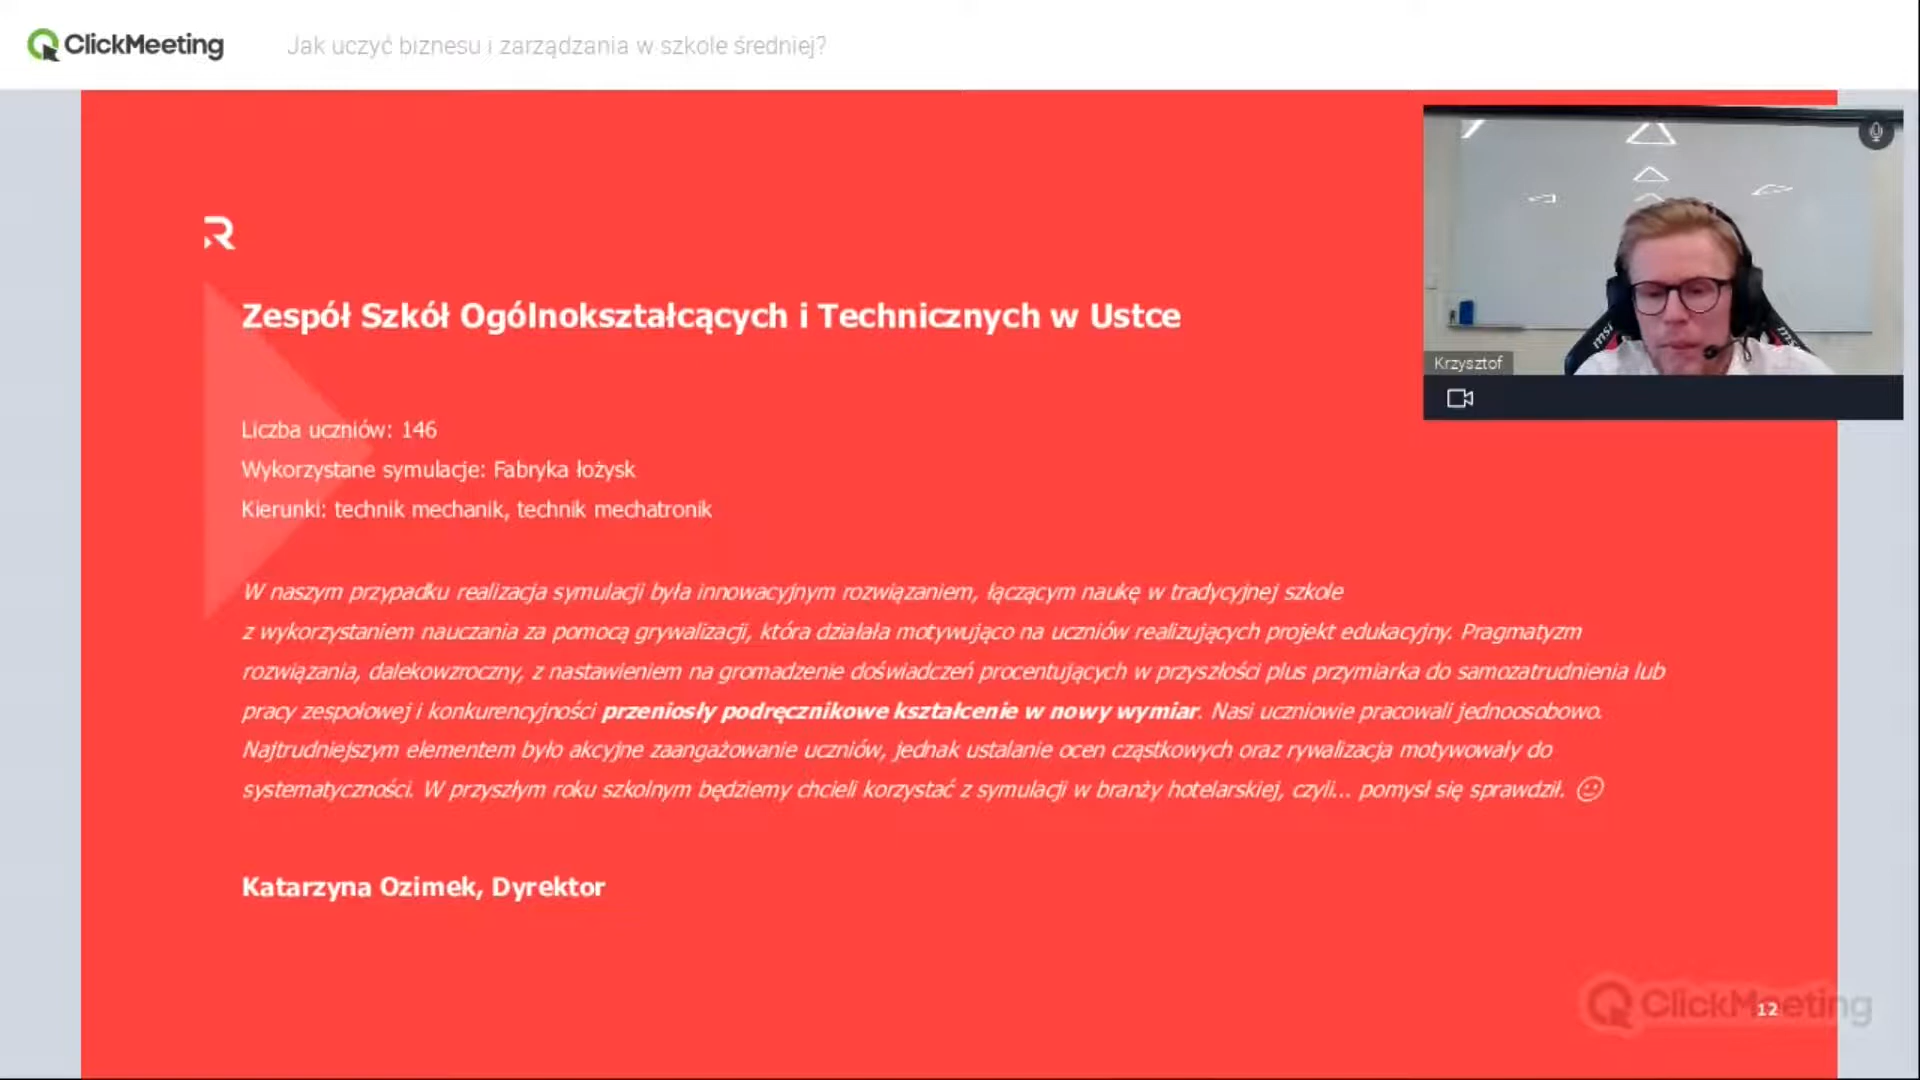 ClickMeeting
Jak uczyć biznesu i zarządzania w szkole średniej?
R
Zespół Szkół Ogólnokształcących i Technicznych w Ustce
msi
msi
Krzysztof
Liczba uczniów: 146
Wykorzystane symulacje: Fabryka łożysk
Kierunki: technik mechanik, technik mechatronik
W naszym przypadku realizacja symulacji była innowacyjnym rozwiązaniem, łączącym naukę w tradycyjnej szkole
z wykorzystaniem nauczania za pomocą grywalizacji, która działała motywująco na uczniów realizujących projekt edukacyjny. Pragmatyzm
rozwiązania, dalekowzroczny, z nastawieniem na gromadzenie doświadczeń procentujących w przyszłości plus przymiarka do samozatrudnienia lub
pracy zespołowej i konkurencyjności przeniosły podręcznikowe kształcenie w nowy wymiar. Nasi uczniowie pracowali jednoosobowo.
Najtrudniejszym elementem było akcyjne zaangażowanie uczniów, jednak ustalanie ocen cząstkowych oraz rywalizacja motywowały do
systematyczności. W przyszłym roku szkolnym będziemy chcieli korzystać z symulacji w branży hotelarskiej, czyli... pomysł się sprawdził. ☺
Katarzyna Ozimek, Dyrektor
ClickMeeting
12